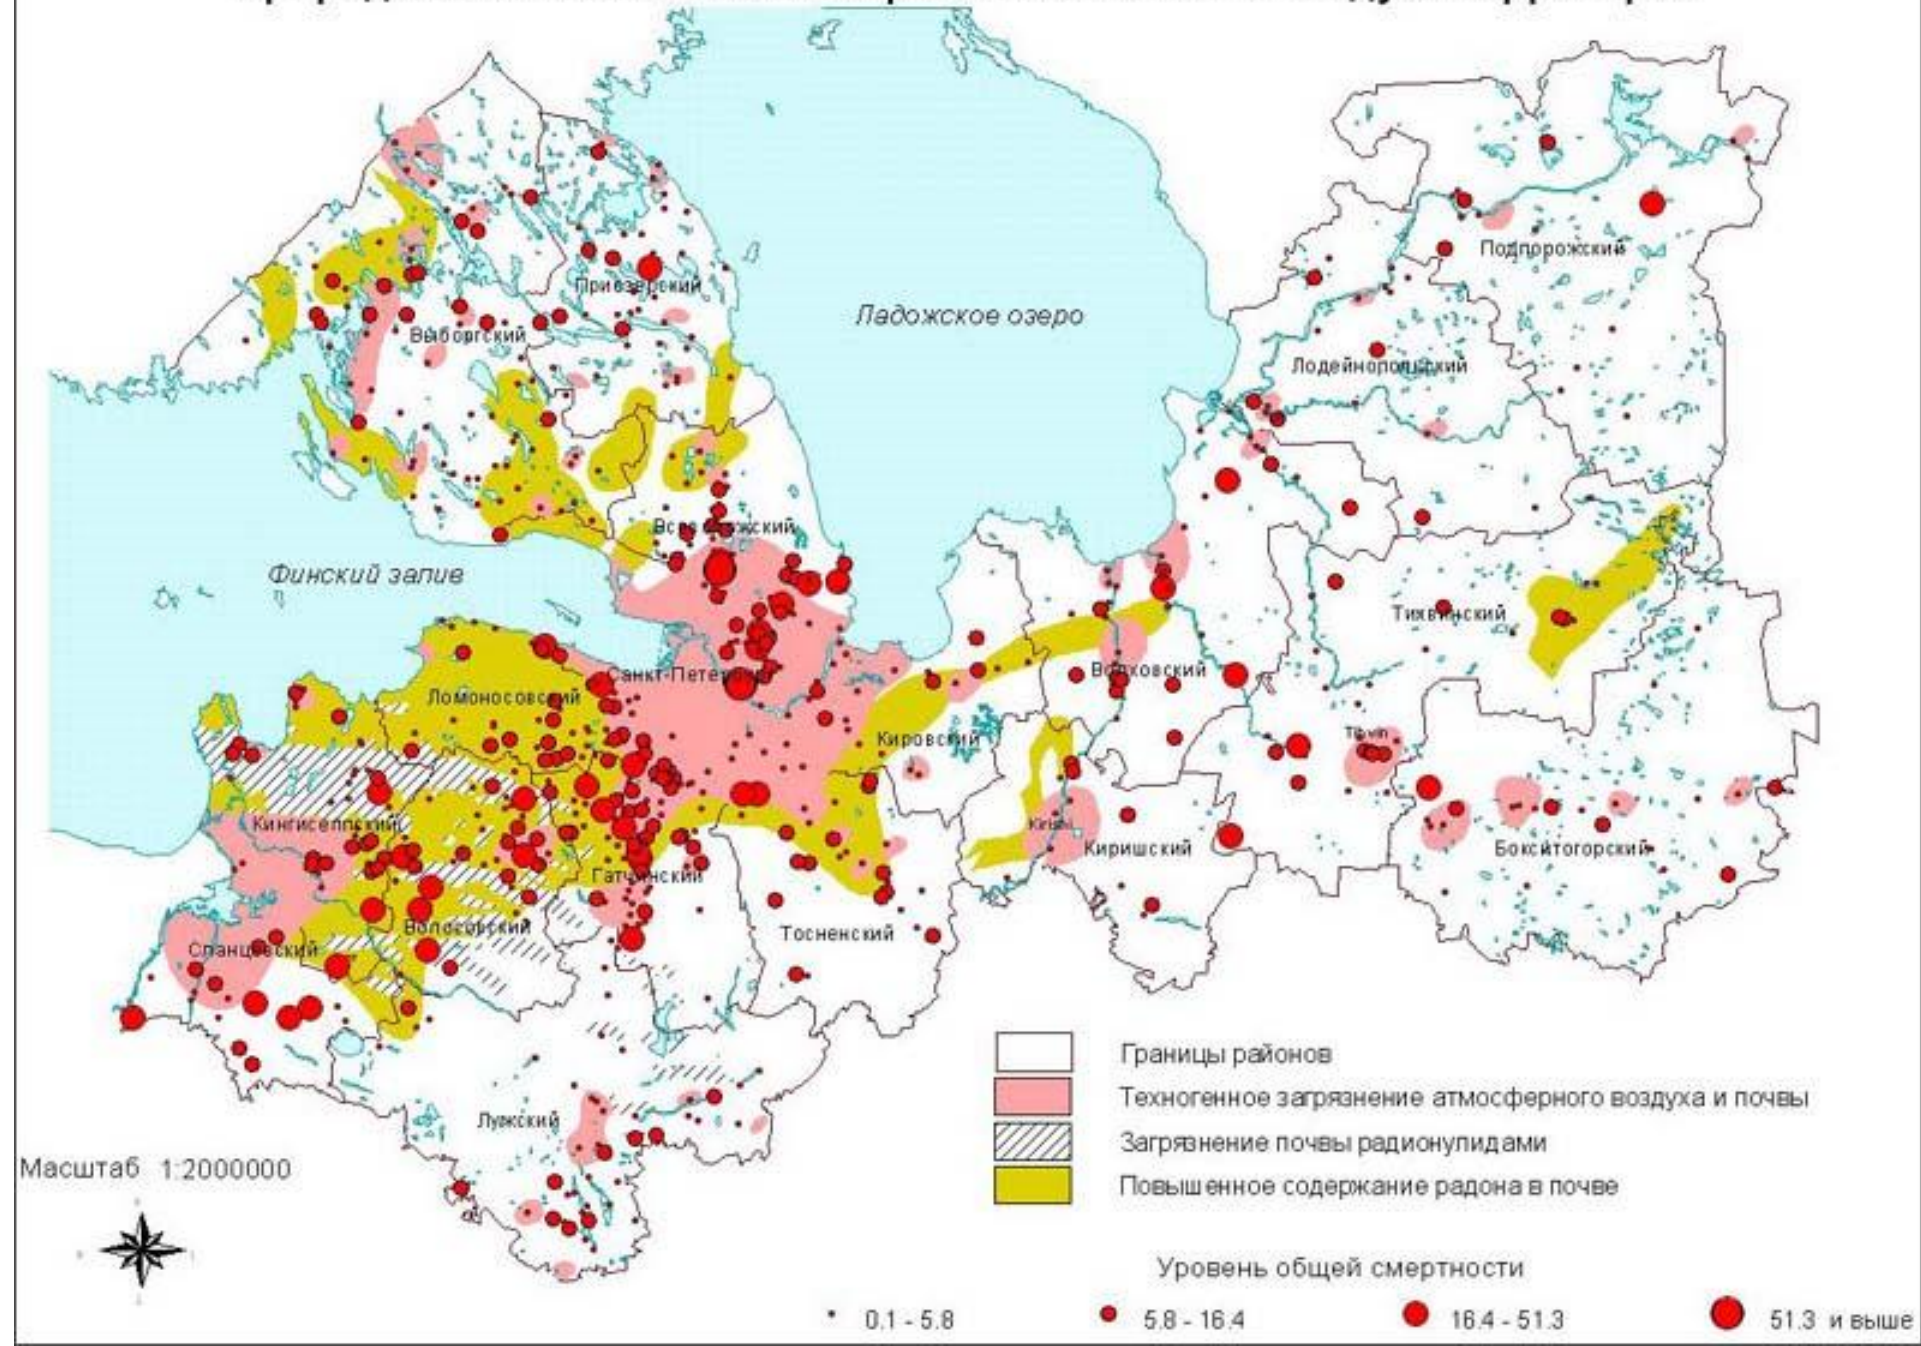 Приозерский
Выборгский
Ладожское озеро
Подпорожский
Лодейнопольский
Всеволожский
Финский залив
Тихвинский
Санкт-Петербург
Волховский
Ломоносовский
Кировский
Tihvin
Кингисеппский
Kirishi
Киришский
Бокситогорский
Гатчинский
Волосовский
Тосненский
Сланцевский
Лужский
Границы районов
Техногенное загрязнение атмосферного воздуха и почвы
Загрязнение почвы радионулидами
Повышенное содержание радона в почве
Масштаб 1:2000000
Уровень общей смертности
0.1 - 5.8 5.8 - 16.4 16.4 - 51.3 51.3 и выше